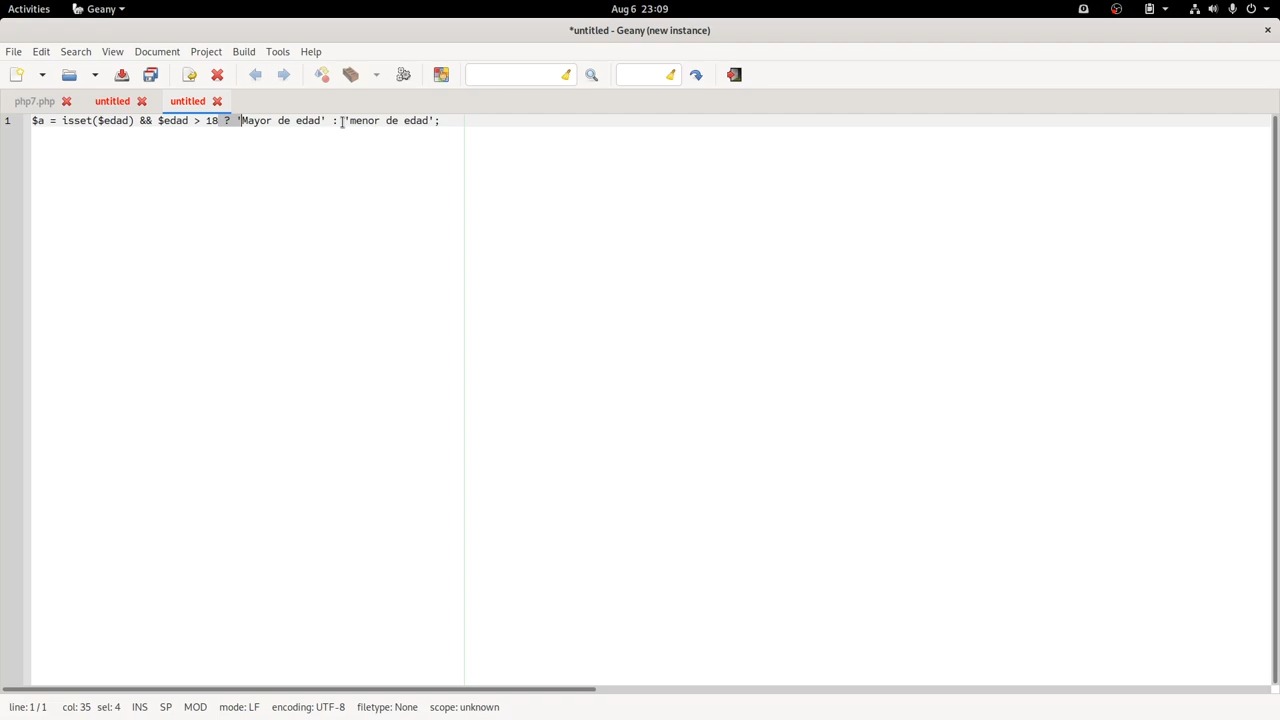 Activities Geany Aug 6 23:09
*untitled - Geany (new instance)
File Edit Search View Document Project Build Tools Help
php7.php untitled untitled
1 $a = isset($edad) && $edad > 18 ? 'Mayor de edad' : 'menor de edad';
line: 1 / 1 col: 35 sel: 4 INS SP MOD mode: LF encoding: UTF-8 filetype: None scope: unknown